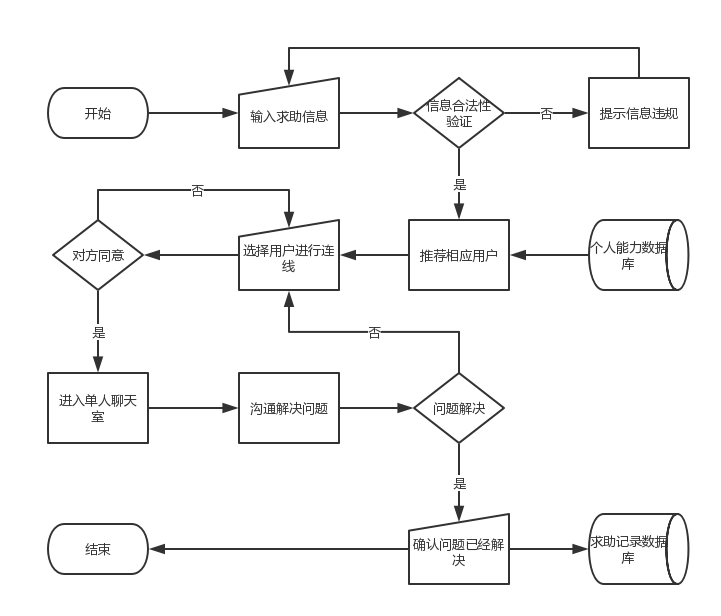 开始
输入求助信息
信息合法性
验证
否
提示信息违规
是
否
对方同意
选择用户进行连
线
推荐相应用户
个人能力数据
库
是
否
进入单人聊天
室
沟通解决问题
问题解决
是
结束
确认问题已经解
决
求助记录数据
库